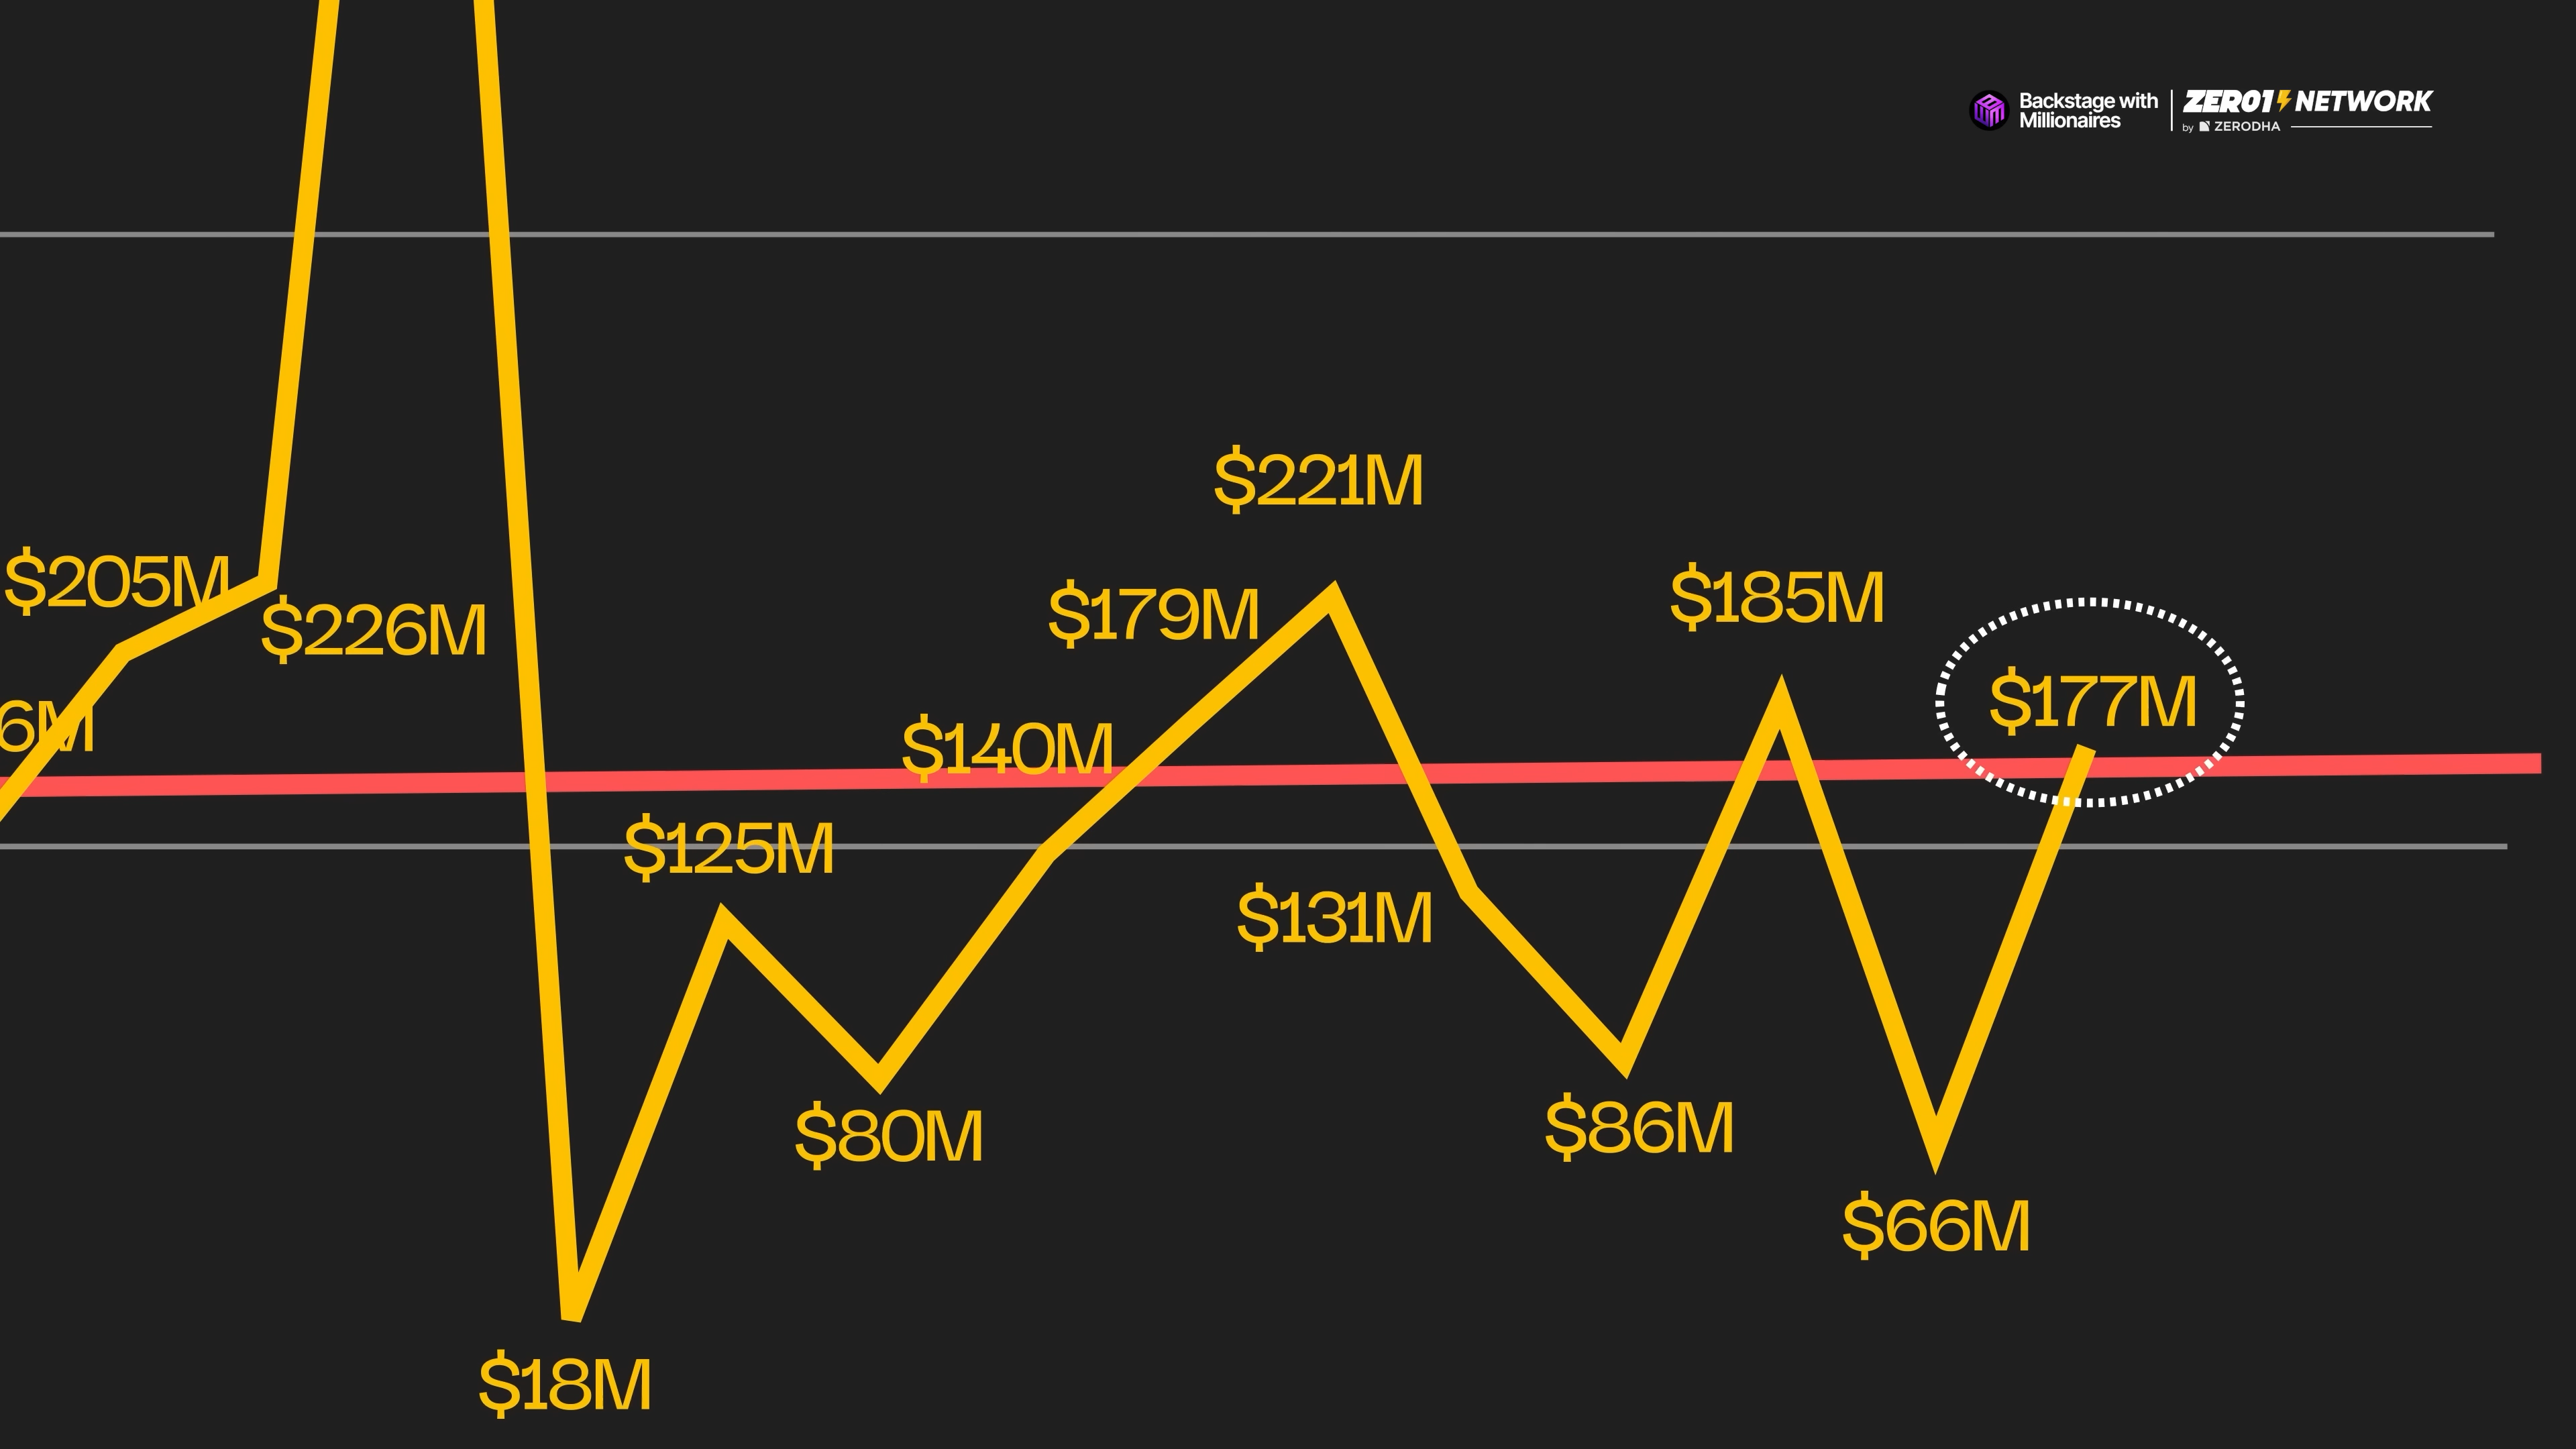 Backstage with
Millionaires
ZERO1 NETWORK
by ZERODHA
$221M
$205M
$179M
$185M
$226M
$177M
6M
$140M
$125M
$131M
$80M
$86M
$66M
$18M